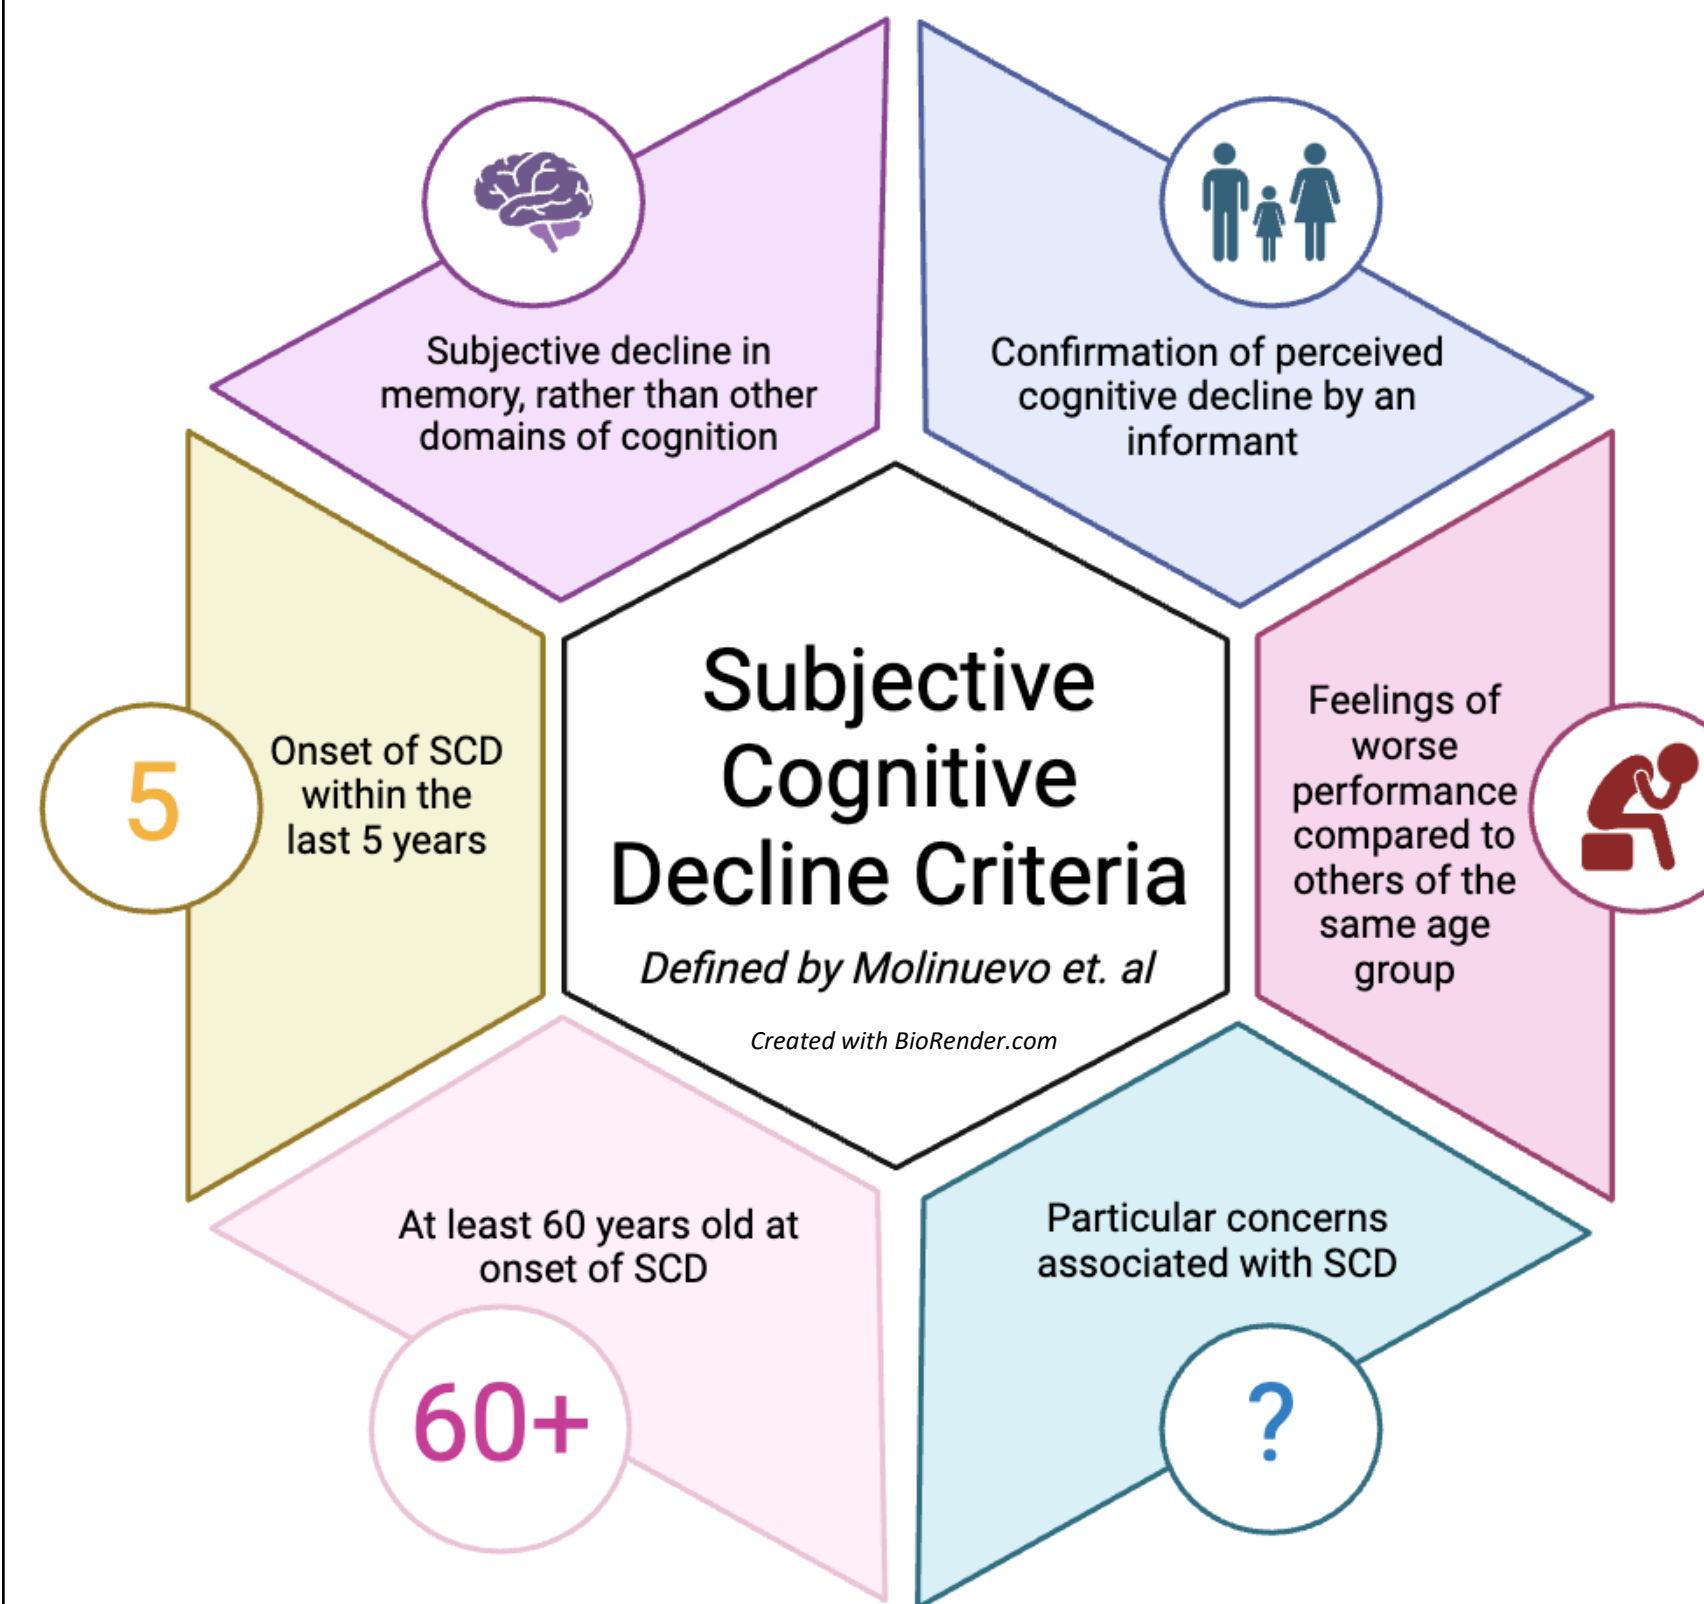 Subjective decline in
memory, rather than other
domains of cognition
Confirmation of perceived
cognitive decline by an
informant
5
Onset of SCD
within the
last 5 years
Subjective
Cognitive
Decline Criteria
Defined by Molinuevo et. al
Created with BioRender.com
Feelings of
worse
performance
compared to
others of the
same age
group
At least 60 years old at
onset of SCD
60+
Particular concerns
associated with SCD
?